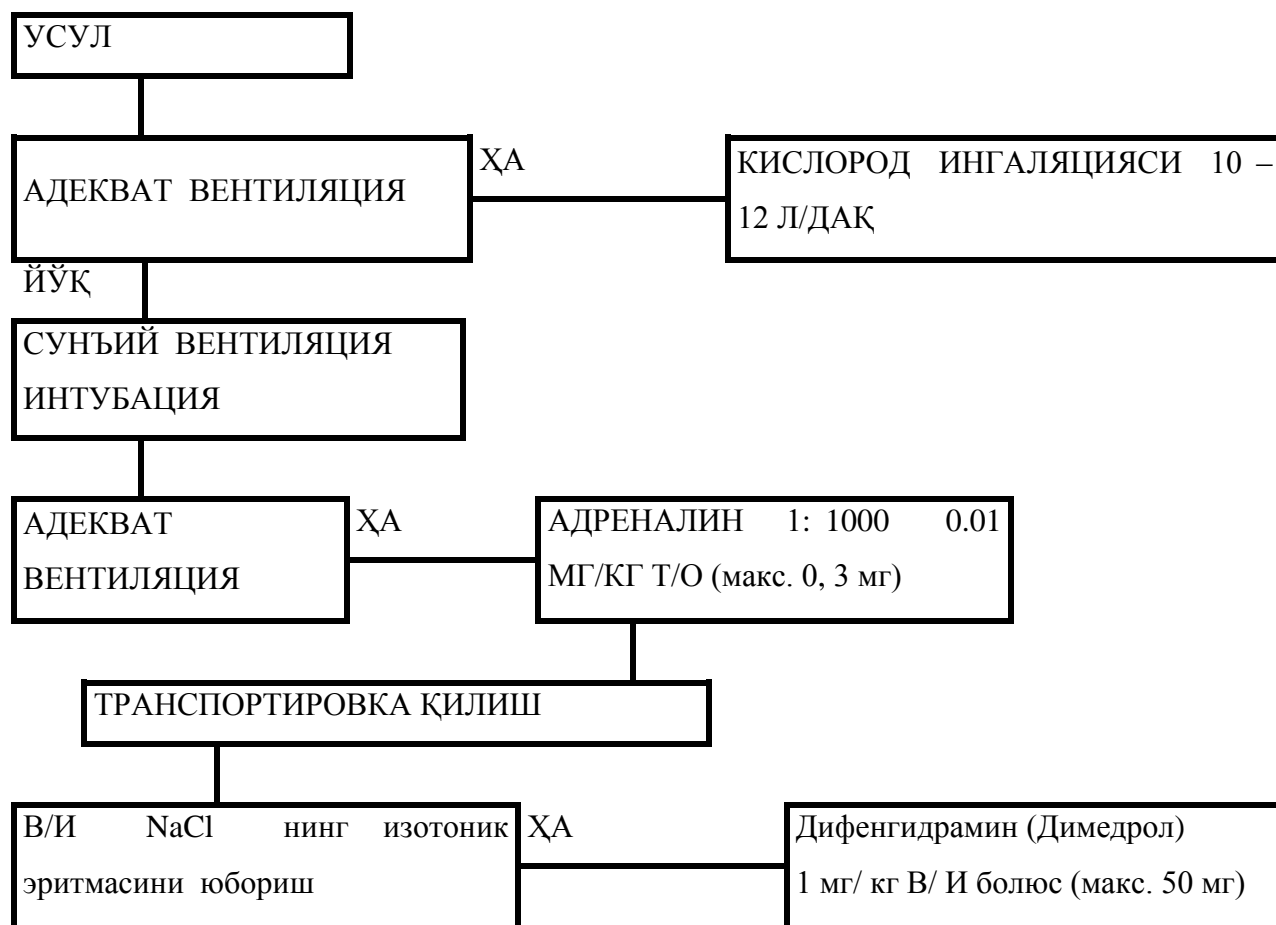 УСУЛ
АДЕКВАТ ВЕНТИЛЯЦИЯ
ҲА
КИСЛОРОД ИНГАЛЯЦИЯСИ 10 –
12 Л/ДАҚ
ЙЎҚ
СУНЪИЙ ВЕНТИЛЯЦИЯ
ИНТУБАЦИЯ
АДЕКВАТ
ВЕНТИЛЯЦИЯ
ҲА
АДРЕНАЛИН 1: 1000 0.01
МГ/КГ Т/О (макс. 0, 3 мг)
ТРАНСПОРТИРОВКА ҚИЛИШ
В/И NaCl нинг изотоник
эритмасини юбориш
ҲА
Дифенгидрамин (Димедрол)
1 мг/ кг В/ И болюс (макс. 50 мг)